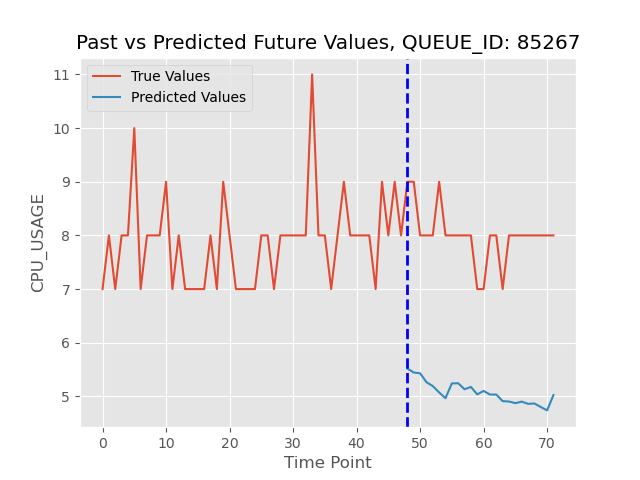 Past vs Predicted Future Values, QUEUE_ID: 85267
True Values
Predicted Values
CPU_USAGE
11
10
9
8
7
6
5
0 10 20 30 40 50 60 70
Time Point